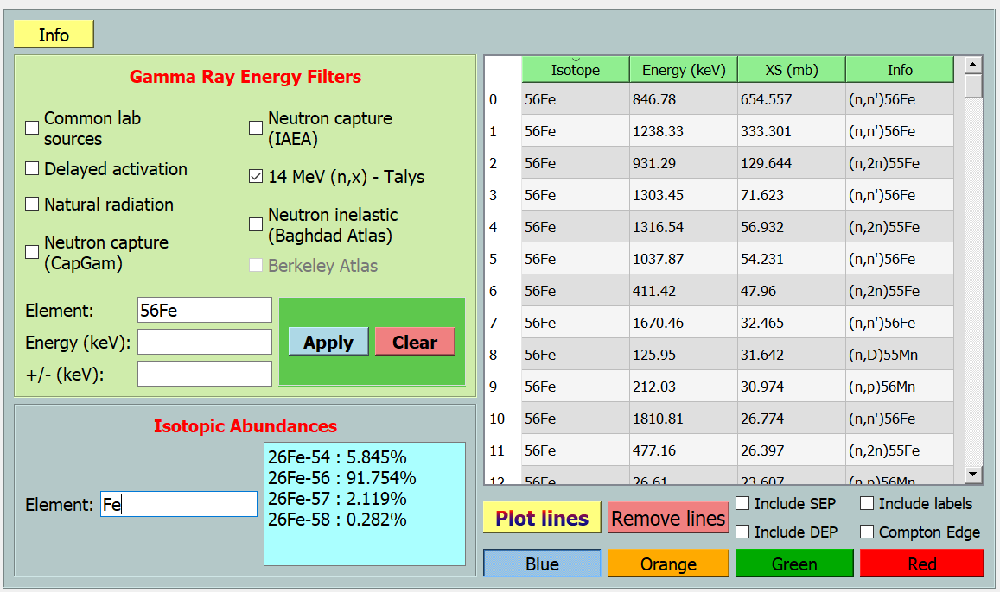 Info
Gamma Ray Energy Filters
Common lab
sources
Delayed activation
Natural radiation
Neutron capture
(CapGam)
Neutron capture
(IAEA)
14 MeV (n,x) - Talys
Neutron inelastic
(Baghdad Atlas)
Berkeley Atlas
Element: 56Fe
Energy (keV):
+/- (keV):
Apply Clear
Isotopic Abundances
Element: Fe
26Fe-54 : 5.845%
26Fe-56 : 91.754%
26Fe-57 : 2.119%
26Fe-58 : 0.282%
Isotope Energy (keV) XS (mb) Info
0 56Fe 846.78 654.557 (n,n')56Fe
1 56Fe 1238.33 333.301 (n,n')56Fe
2 56Fe 931.29 129.644 (n,2n)55Fe
3 56Fe 1303.45 71.623 (n,n')56Fe
4 56Fe 1316.54 56.932 (n,2n)55Fe
5 56Fe 1037.87 54.231 (n,n')56Fe
6 56Fe 411.42 47.96 (n,2n)55Fe
7 56Fe 1670.46 32.465 (n,n')56Fe
8 56Fe 125.95 31.642 (n,D)55Mn
9 56Fe 212.03 30.974 (n,p)56Mn
10 56Fe 1810.81 26.774 (n,n')56Fe
11 56Fe 477.16 26.397 (n,2n)55Fe
12 56Fe 26.61 23.607 (n,p)56Mn
Plot lines Remove lines
Include SEP Include labels
Include DEP Compton Edge
Blue Orange Green Red